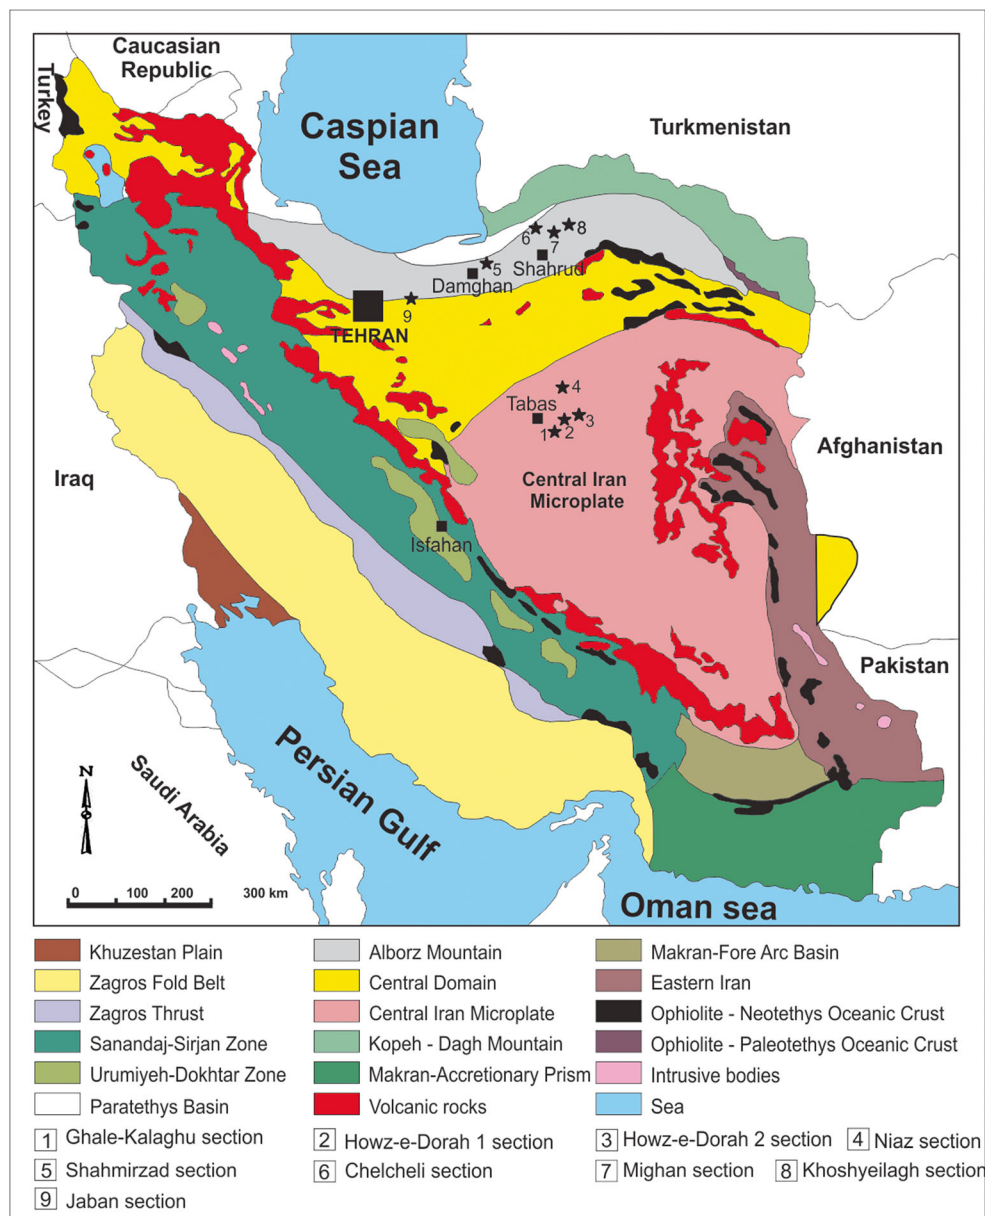 Caucasian
Republic
Turkey
Caspian
Sea
Turkmenistan
6
7
8
5
Shahrud
Damghan
9
TEHRAN
4
Tabas
1
2
3
Afghanistan
Iraq
Central Iran
Microplate
Isfahan
Pakistan
Persian Gulf
Saudi Arabia
N
0 100 200 300 km
Oman sea
Khuzestan Plain
Alborz Mountain
Makran-Fore Arc Basin
Zagros Fold Belt
Central Domain
Eastern Iran
Zagros Thrust
Central Iran Microplate
Ophiolite - Neotethys Oceanic Crust
Sanandaj-Sirjan Zone
Kopeh - Dagh Mountain
Ophiolite - Paleotethys Oceanic Crust
Urumiyeh-Dokhtar Zone
Makran-Accretionary Prism
Intrusive bodies
Paratethys Basin
Volcanic rocks
Sea
1 Ghale-Kalaghu section
2 Howz-e-Dorah 1 section
3 Howz-e-Dorah 2 section
4 Niaz section
5 Shahmirzad section
6 Chelcheli section
7 Mighan section
8 Khoshyeilagh section
9 Jaban section